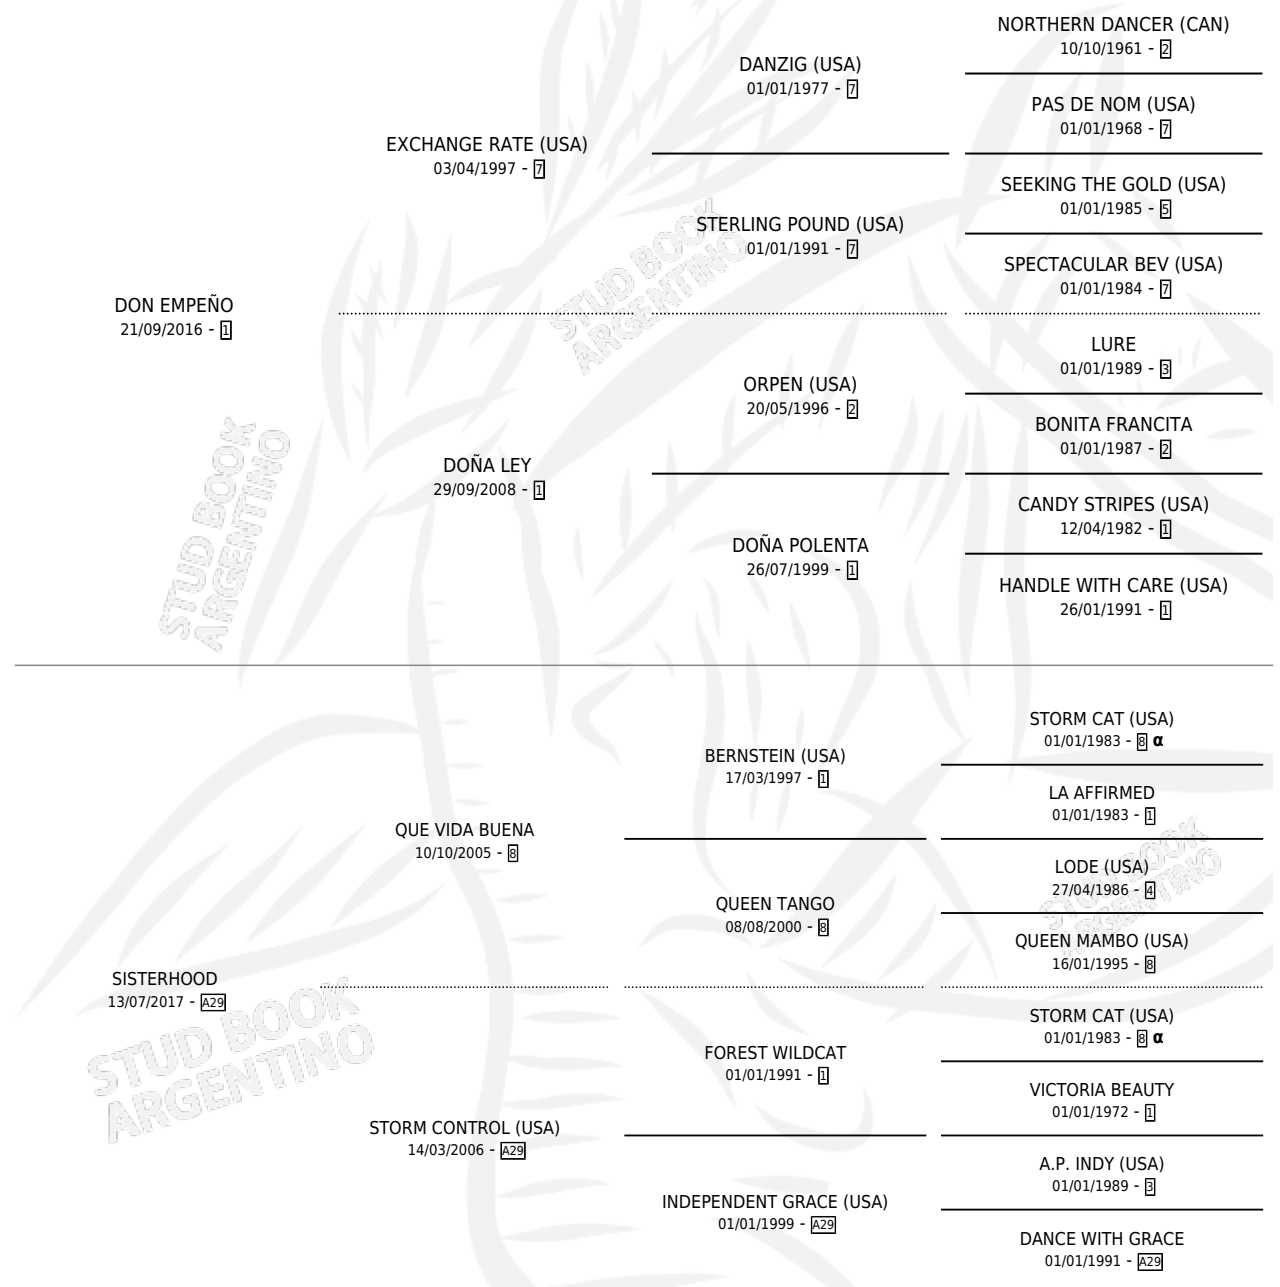 NORTHERN DANCER (CAN)
10/10/1961 - 2
DANZIG (USA)
01/01/1977 - 7
PAS DE NOM (USA)
01/01/1968 - 7
EXCHANGE RATE (USA)
03/04/1997 - 7
SEEKING THE GOLD (USA)
01/01/1985 - 5
STERLING POUND (USA)
01/01/1991 - 7
SPECTACULAR BEV (USA)
01/01/1984 - 7
STUD BOOK
ARGENTINO
DON EMPEÑO
21/09/2016 - 1
LURE
01/01/1989 - 3
ORPEN (USA)
20/05/1996 - 2
BONITA FRANCITA
01/01/1987 - 2
DOÑA LEY
29/09/2008 - 1
CANDY STRIPES (USA)
12/04/1982 - 1
DOÑA POLENTA
26/07/1999 - 1
HANDLE WITH CARE (USA)
26/01/1991 - 1
STUD BOOK
ARGENTINO
STORM CAT (USA)
01/01/1983 - 8 α
BERNSTEIN (USA)
17/03/1997 - 1
LA AFFIRMED
01/01/1983 - 1
QUE VIDA BUENA
10/10/2005 - 8
LODE (USA)
27/04/1986 - 4
QUEEN TANGO
08/08/2000 - 8
QUEEN MAMBO (USA)
16/01/1995 - 8
STUD BOOK
ARGENTINO
SISTERHOOD
13/07/2017 - A29
STORM CAT (USA)
01/01/1983 - 8 α
FOREST WILDCAT
01/01/1991 - 1
VICTORIA BEAUTY
01/01/1972 - 1
STORM CONTROL (USA)
14/03/2006 - A29
A.P. INDY (USA)
01/01/1989 - 3
INDEPENDENT GRACE (USA)
01/01/1999 - A29
DANCE WITH GRACE
01/01/1991 - A29
STUD BOOK
ARGENTINO